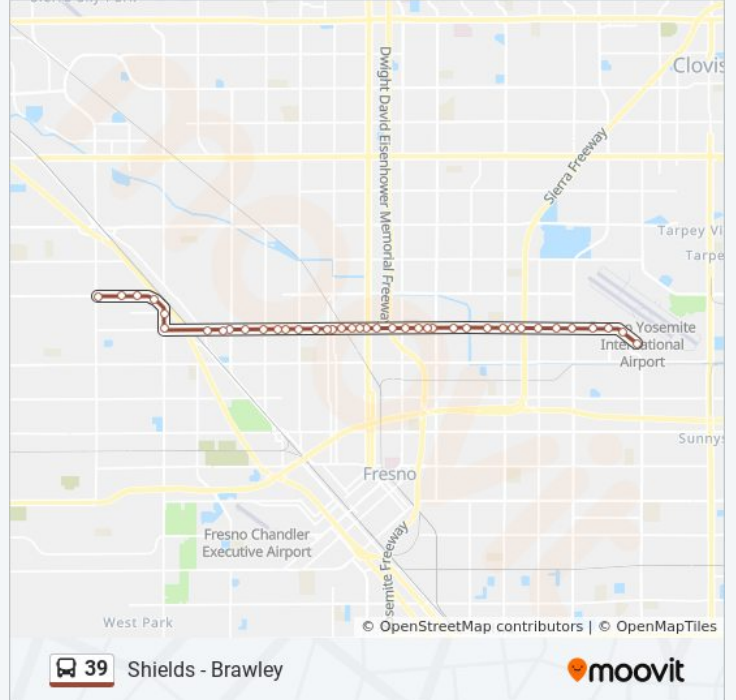 Clovis
Dwight David Eisenhower Memorial Freeway
Sierra Freeway
Tarpey Vi
Tarpe
Yosemite
International
Airport
Sunnys
Fresno
Fresno Chandler
Executive Airport
semite Freeway
West Park
© OpenStreetMap contributors | © OpenMapTiles
39 Shields - Brawley
moovit